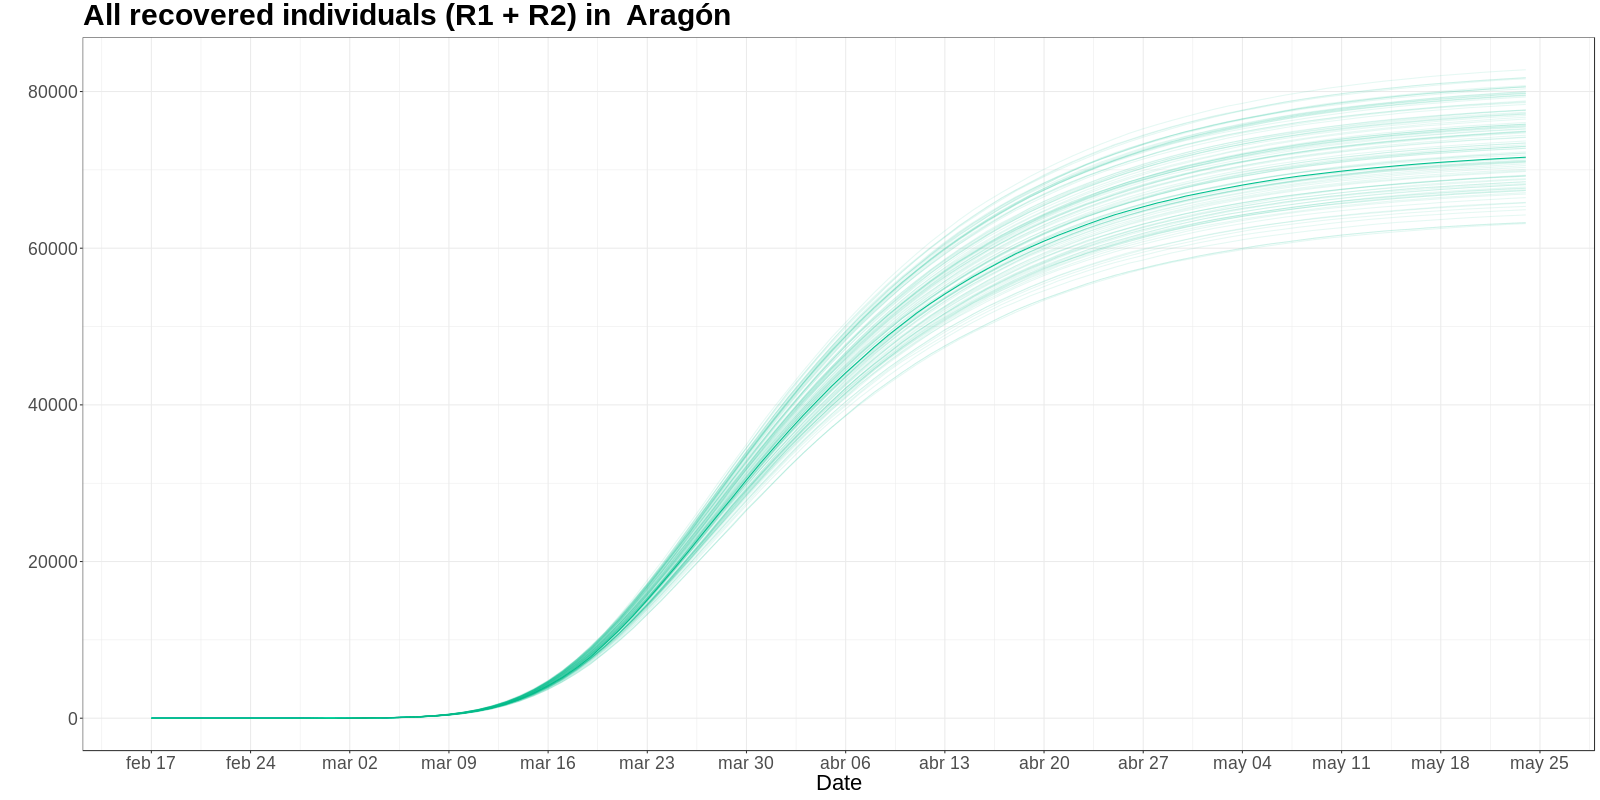 All recovered individuals (R1 + R2) in  Aragón
80000
60000
40000
20000
0
feb 17 feb 24 mar 02 mar 09 mar 16 mar 23 mar 30 abr 06 abr 13 abr 20 abr 27 may 04 may 11 may 18 may 25
Date